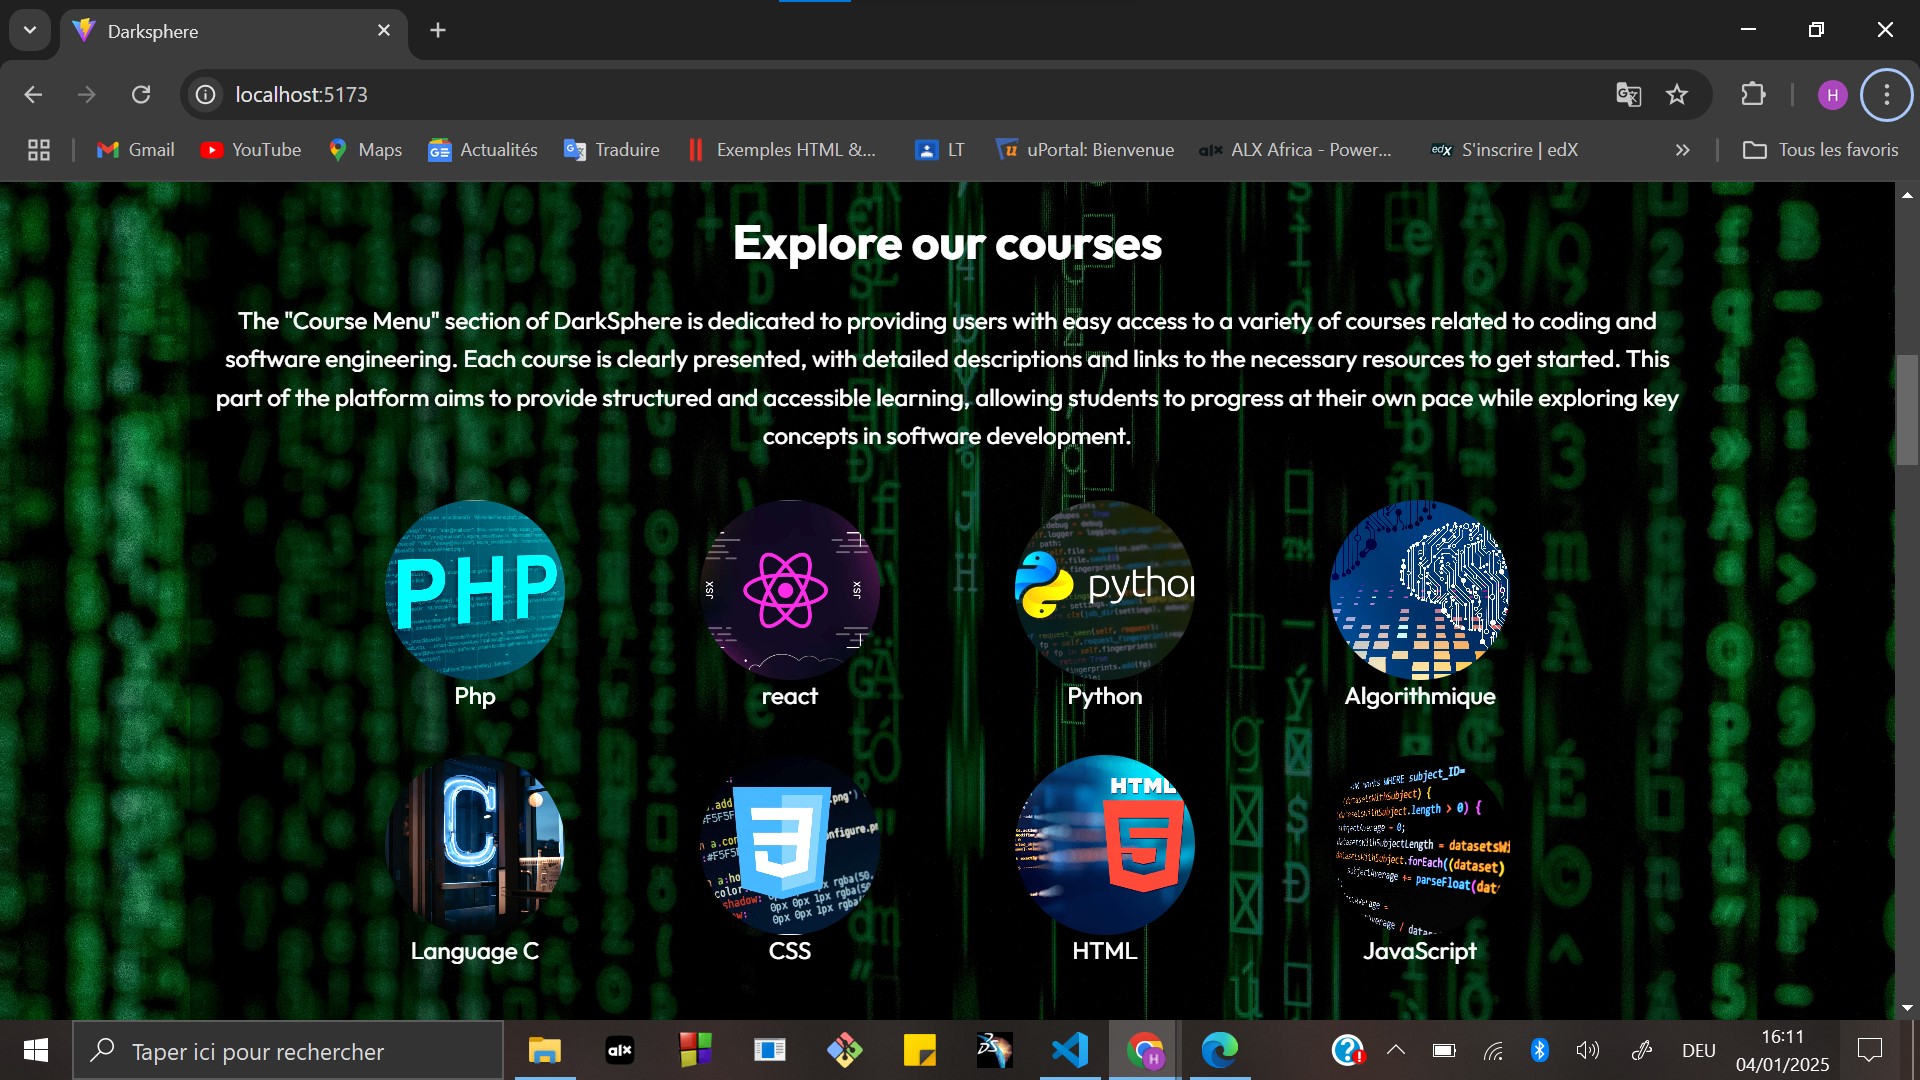 Darksphere
localhost:5173
Gmail
YouTube
Maps
Actualités
Traduire
Exemples HTML &...
LT
uPortal: Bienvenue
ALX Africa - Power...
S'inscrire | edX
Tous les favoris
Explore our courses
The "Course Menu" section of DarkSphere is dedicated to providing users with easy access to a variety of courses related to coding and
software engineering. Each course is clearly presented, with detailed descriptions and links to the necessary resources to get started. This
part of the platform aims to provide structured and accessible learning, allowing students to progress at their own pace while exploring key
concepts in software development.
PHP
JSX
JSX
Php
react
Python
Algorithmique
C
HTML
Language C
CSS
HTML
JavaScript
Taper ici pour rechercher
alx
DEU
16:11
04/01/2025